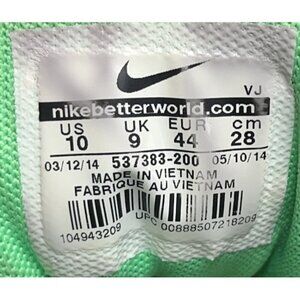 VJ
nikebetterworld.com
US UK EUR cm
10 9 44 28
03/12/14 537383-200 05/10/14
MADE IN VIETNAM
FABRIQUE AU VIETNAM
104943209
UPC 00888507218209